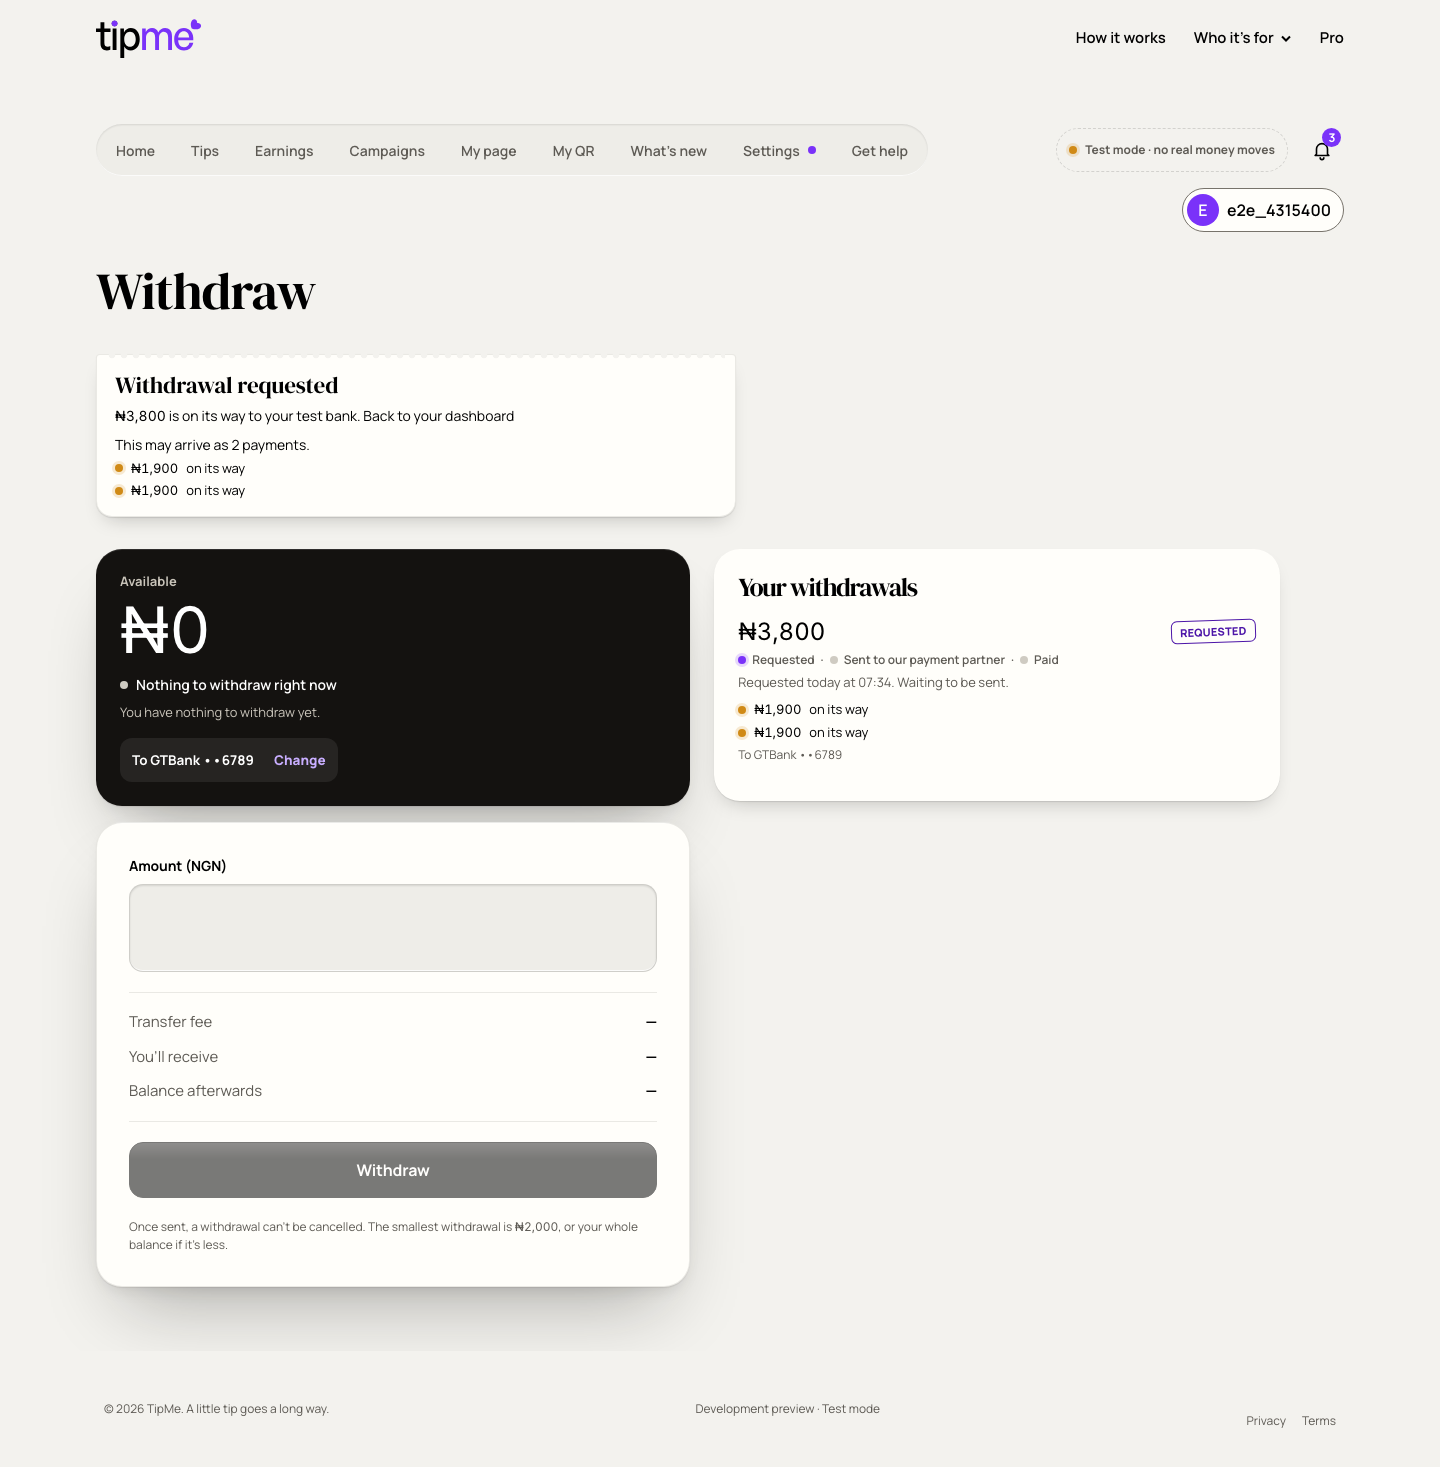 tipme
How it works Who it's for Pro
Home Tips Earnings Campaigns My page My QR What's new Settings Get help
Test mode · no real money moves
3
E e2e_4315400
Withdraw
Withdrawal requested
₦3,800 is on its way to your test bank. Back to your dashboard
This may arrive as 2 payments.
₦1,900 on its way
₦1,900 on its way
Available
₦0
Nothing to withdraw right now
You have nothing to withdraw yet.
To GTBank ••6789 Change
Your withdrawals
₦3,800 REQUESTED
Requested · Sent to our payment partner · Paid
Requested today at 07:34. Waiting to be sent.
₦1,900 on its way
₦1,900 on its way
To GTBank ••6789
Amount (NGN)
Transfer fee —
You'll receive —
Balance afterwards —
Withdraw
Once sent, a withdrawal can't be cancelled. The smallest withdrawal is ₦2,000, or your whole
balance if it's less.
© 2026 TipMe. A little tip goes a long way.
Development preview · Test mode
Privacy Terms